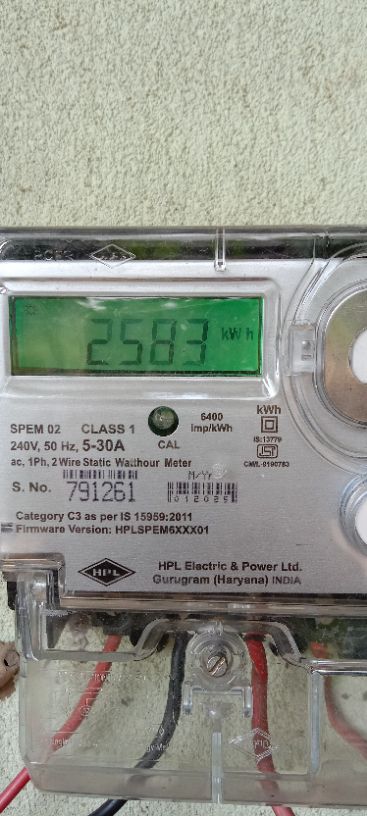 2583 kWh
SPEM 02 CLASS 1
240V, 50 Hz, 5-30A
CAL
6400
imp/kWh
kWh
IS:13779
ac, 1Ph, 2 Wire Static Watthour Meter
S. No. 791261
M/YY
012025
Category C3 as per IS 15959:2011
Firmware Version: HPLSPEM6XXX01
HPL
HPL Electric & Power Ltd.
Gurugram (Haryana) INDIA